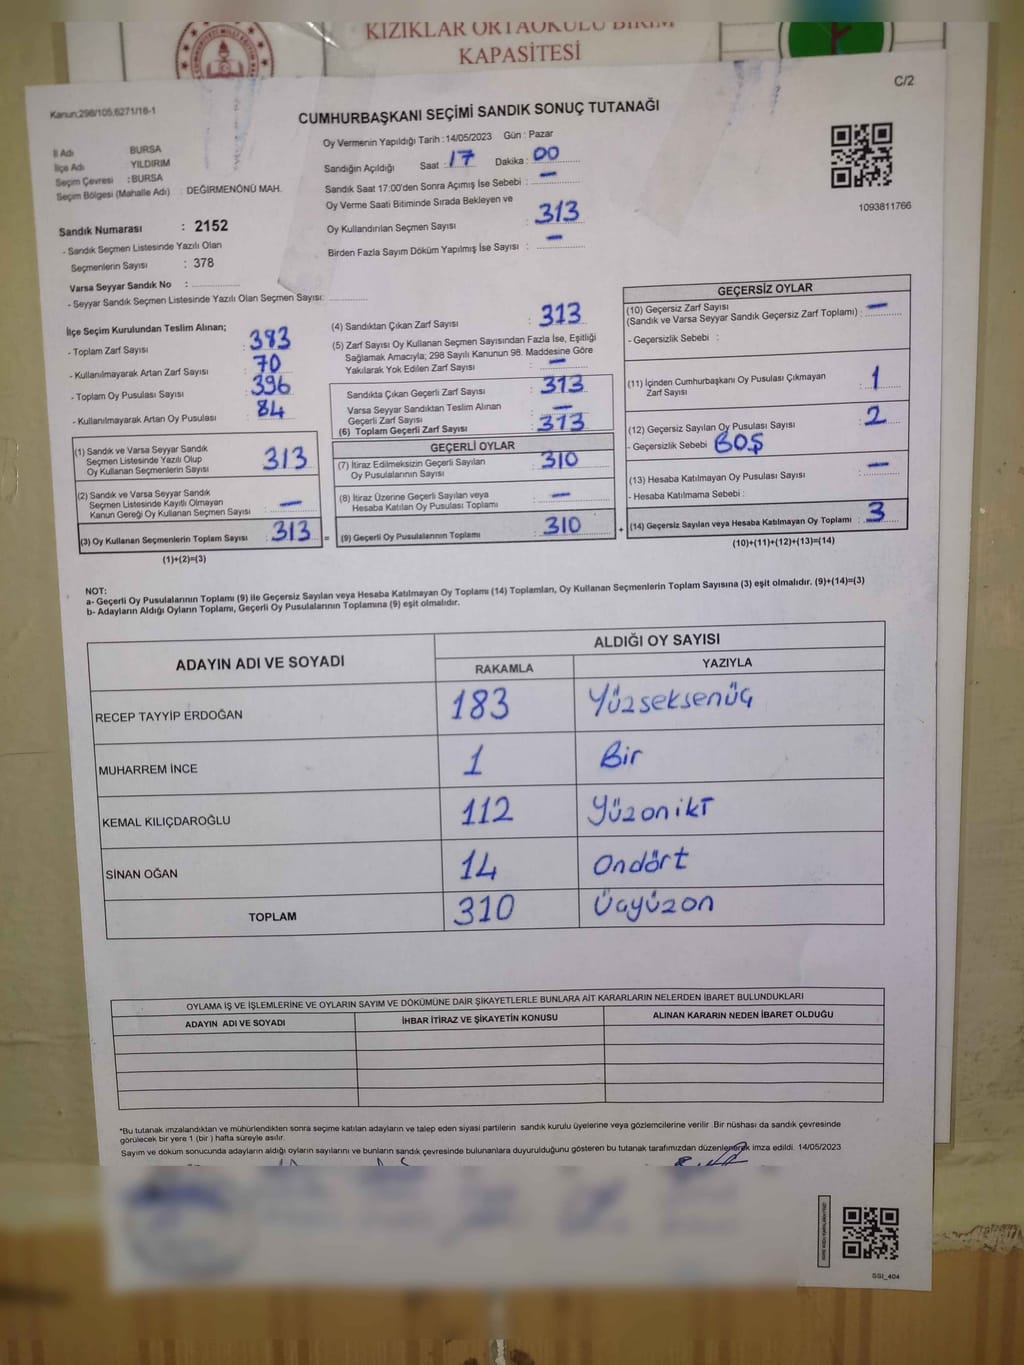 KIZIKLAR ORTAOKULU BİRİM
KAPASİTESİ
C/2
Kanun;298/105,6271/18-1
CUMHURBAŞKANI SEÇİMİ SANDIK SONUÇ TUTANAĞI
İl Adı BURSA
İlçe Adı YILDIRIM
Seçim Çevresi : BURSA
Seçim Bölgesi (Mahalle Adı) : DEĞİRMENÖNÜ MAH.
Sandık Numarası : 2152
- Sandık Seçmen Listesinde Yazılı Olan
Seçmenlerin Sayısı : 378
Varsa Seyyar Sandık No :
- Seyyar Sandık Seçmen Listesinde Yazılı Olan Seçmen Sayısı:
Oy Vermenin Yapıldığı Tarih : 14/05/2023 Gün : Pazar
Sandığın Açıldığı Saat : 17 Dakika : 00
Sandık Saat 17:00'den Sonra Açımış İse Sebebi : —
Oy Verme Saati Bitiminde Sırada Bekleyen ve
Oy Kullandırılan Seçmen Sayısı : 313
Birden Fazla Sayım Döküm Yapılmış İse Sayısı : —
1093811766
İlçe Seçim Kurulundan Teslim Alınan;
- Toplam Zarf Sayısı : 383
- Kullanılmayarak Artan Zarf Sayısı : 70
- Toplam Oy Pusulası Sayısı : 396
- Kullanılmayarak Artan Oy Pusulası : 84
(1) Sandık ve Varsa Seyyar Sandık
Seçmen Listesinde Yazılı Olup
Oy Kullanan Seçmenlerin Sayısı : 313
(2) Sandık ve Varsa Seyyar Sandık
Seçmen Listesinde Kayıtlı Olmayan
Kanun Gereği Oy Kullanan Seçmen Sayısı : —
(3) Oy Kullanan Seçmenlerin Toplam Sayısı : 313
(1)+(2)=(3)
(4) Sandıktan Çıkan Zarf Sayısı : 313
(5) Zarf Sayısı Oy Kullanan Seçmen Sayısından Fazla İse, Eşitliği
Sağlamak Amacıyla; 298 Sayılı Kanunun 98. Maddesine Göre
Yakılarak Yok Edilen Zarf Sayısı : —
Sandıkta Çıkan Geçerli Zarf Sayısı : 313
Varsa Seyyar Sandıktan Teslim Alınan
Geçerli Zarf Sayısı : —
(6) Toplam Geçerli Zarf Sayısı : 313
GEÇERLİ OYLAR
(7) İtiraz Edilmeksizin Geçerli Sayılan
Oy Pusulalarının Sayısı : 310
(8) İtiraz Üzerine Geçerli Sayılan veya
Hesaba Katılan Oy Pusulası Toplamı : —
= (9) Geçerli Oy Pusulalarının Toplamı : 310
GEÇERSİZ OYLAR
(10) Geçersiz Zarf Sayısı
(Sandık ve Varsa Seyyar Sandık Geçersiz Zarf Toplamı) : —
- Geçersizlik Sebebi :
(11) İçinden Cumhurbaşkanı Oy Pusulası Çıkmayan
Zarf Sayısı : 1
(12) Geçersiz Sayılan Oy Pusulası Sayısı : 2
- Geçersizlik Sebebi BOŞ
(13) Hesaba Katılmayan Oy Pusulası Sayısı : —
- Hesaba Katılmama Sebebi :
+ (14) Geçersiz Sayılan veya Hesaba Katılmayan Oy Toplamı : 3
(10)+(11)+(12)+(13)=(14)
NOT:
a- Geçerli Oy Pusulalarının Toplamı (9) ile Geçersiz Sayılan veya Hesaba Katılmayan Oy Toplamı (14) Toplamları, Oy Kullanan Seçmenlerin Toplam Sayısına (3) eşit olmalıdır. (9)+(14)=(3)
b- Adayların Aldığı Oyların Toplamı, Geçerli Oy Pusulalarının Toplamına (9) eşit olmalıdır.
ADAYIN ADI VE SOYADI ALDIĞI OY SAYISI
RAKAMLA YAZIYLA
RECEP TAYYİP ERDOĞAN 183 Yüzseksenüç
MUHARREM İNCE 1 Bir
KEMAL KILIÇDAROĞLU 112 Yüzoniki
SİNAN OĞAN 14 Ondört
TOPLAM 310 Üçyüzon
OYLAMA İŞ VE İŞLEMLERİNE VE OYLARIN SAYIM VE DÖKÜMÜNE DAİR ŞİKAYETLERLE BUNLARA AİT KARARLARIN NELERDEN İBARET BULUNDUKLARI
ADAYIN ADI VE SOYADI İHBAR İTİRAZ VE ŞİKAYETİN KONUSU ALINAN KARARIN NEDEN İBARET OLDUĞU
*Bu tutanak imzalandıktan ve mühürlendikten sonra seçime katılan adayların ve talep eden siyasi partilerin sandık kurulu üyelerine veya gözlemcilerine verilir. Bir nüshası da sandık çevresinde
görülecek bir yere 1 (bir) hafta süreyle asılır.
Sayım ve döküm sonucunda adayların aldığı oyların sayılarını ve bunların sandık çevresinde bulunanlara duyurulduğunu gösteren bu tutanak tarafımızdan düzenlenerek imza edildi. 14/05/2023
SSI_404